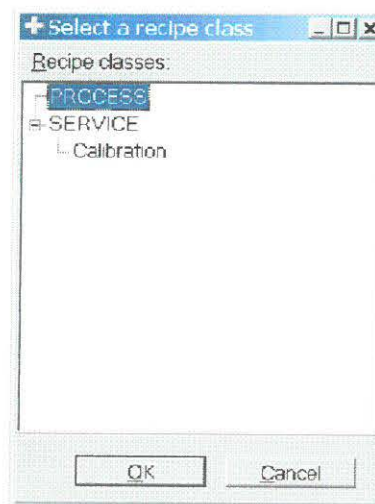 Select a recipe class
Recipe classes:
PROCESS
SERVICE
Calibration
OK
Cancel